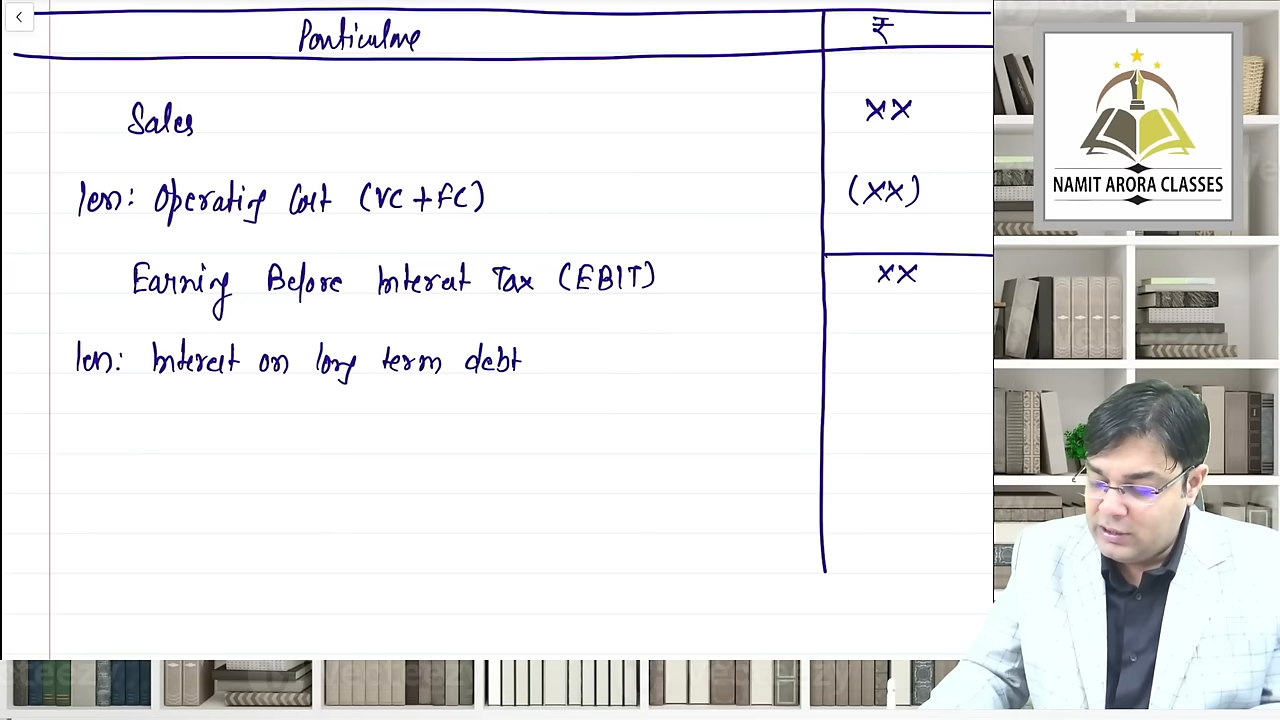 Particulars
₹
Sales
XX
less: Operating Cost (VC + FC)
(XX)
Earning Before Interest Tax (EBIT)
XX
less: Interest on long term debt
NAMIT ARORA CLASSES